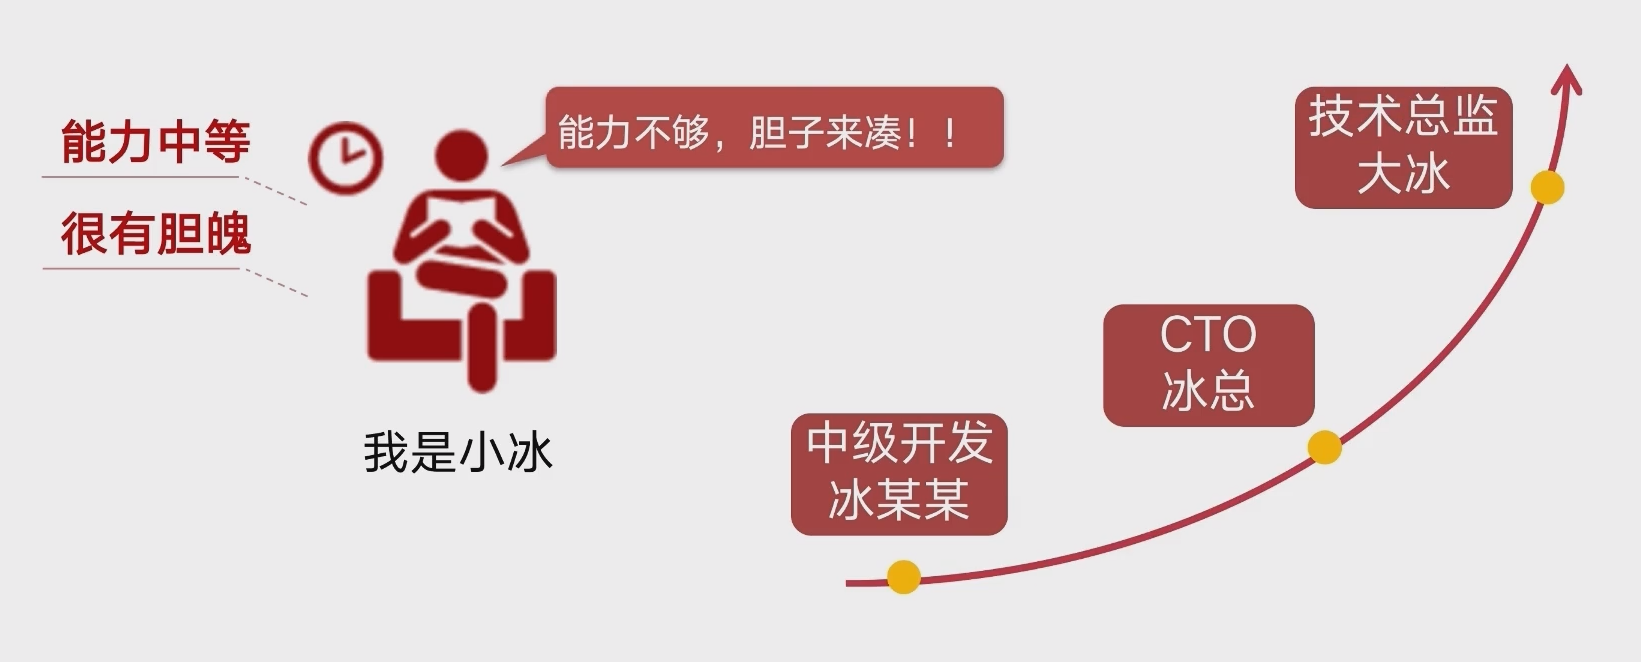 能力中等
很有胆魄
能力不够，胆子来凑！！
我是小冰
中级开发
冰某某
CTO
冰总
技术总监
大冰